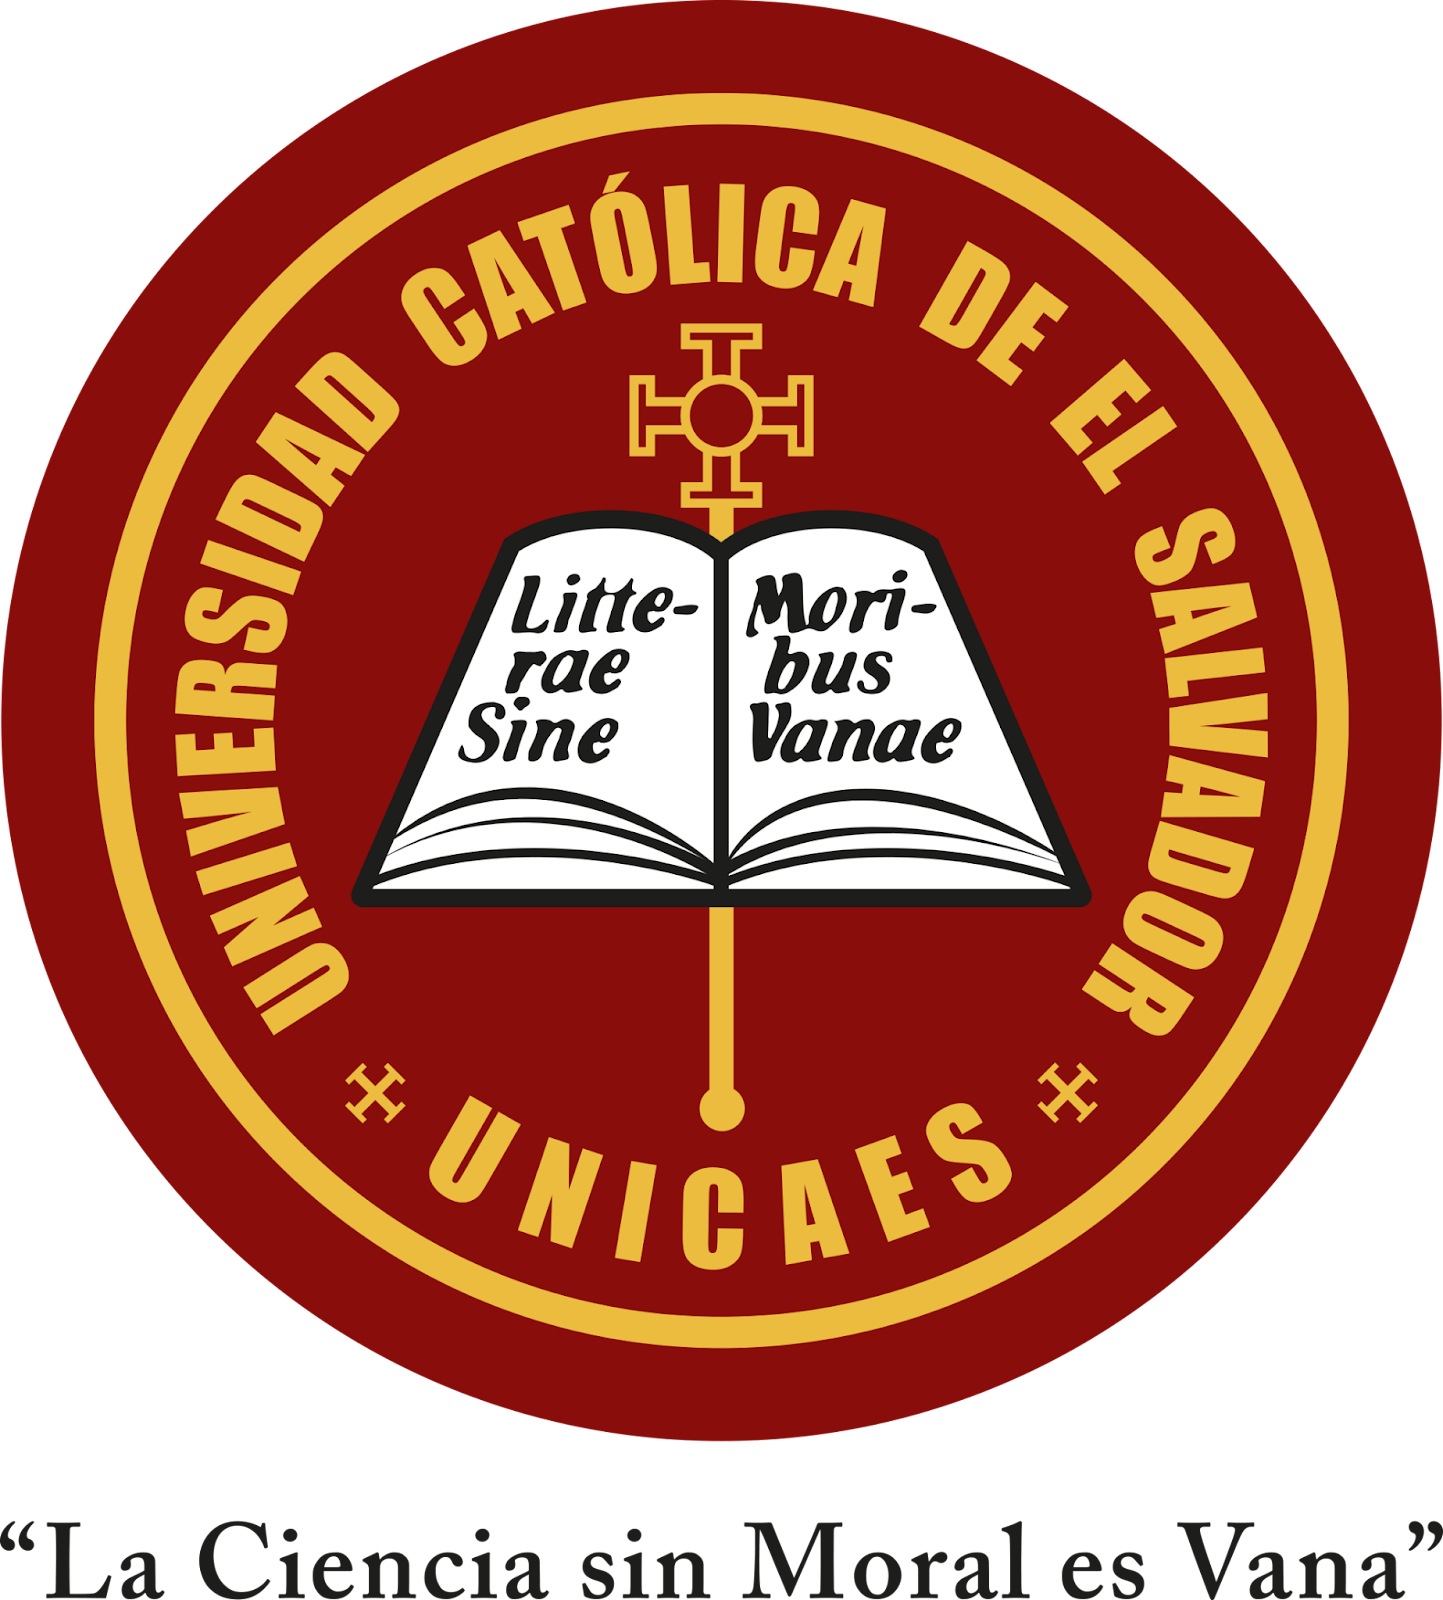 UNIVERSIDAD CATÓLICA DE EL SALVADOR
Litte-
rae
Sine
Mori-
bus
Vanae
UNICAES
“La Ciencia sin Moral es Vana”